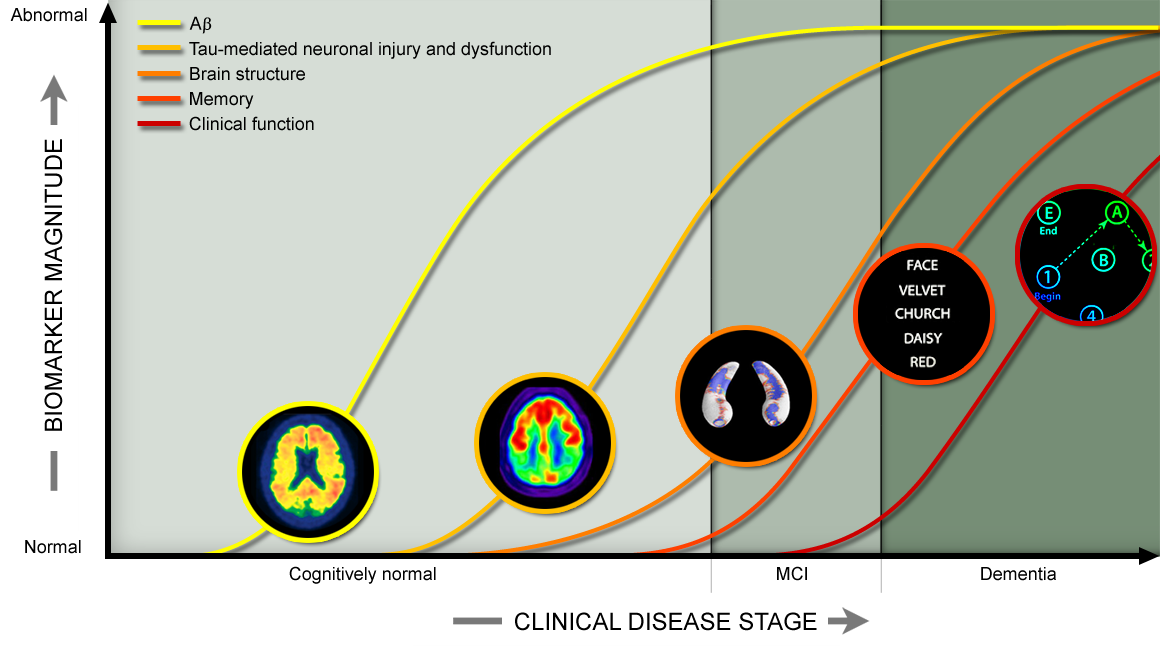 Abnormal
Aβ
Tau-mediated neuronal injury and dysfunction
Brain structure
Memory
Clinical function
BIOMARKER MAGNITUDE
E
End
A
B
1
Begin
4
FACE
VELVET
CHURCH
DAISY
RED
Normal
Cognitively normal
MCI
Dementia
CLINICAL DISEASE STAGE